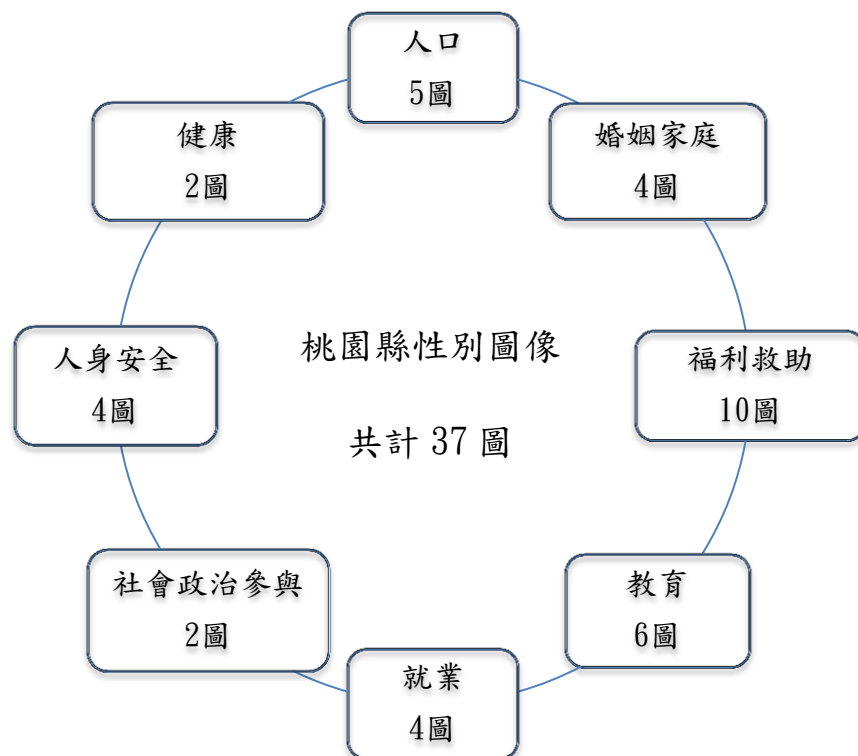 人口
5圖
婚姻家庭
4圖
福利救助
10圖
教育
6圖
就業
4圖
社會政治參與
2圖
人身安全
4圖
健康
2圖
桃園縣性別圖像
共計 37 圖